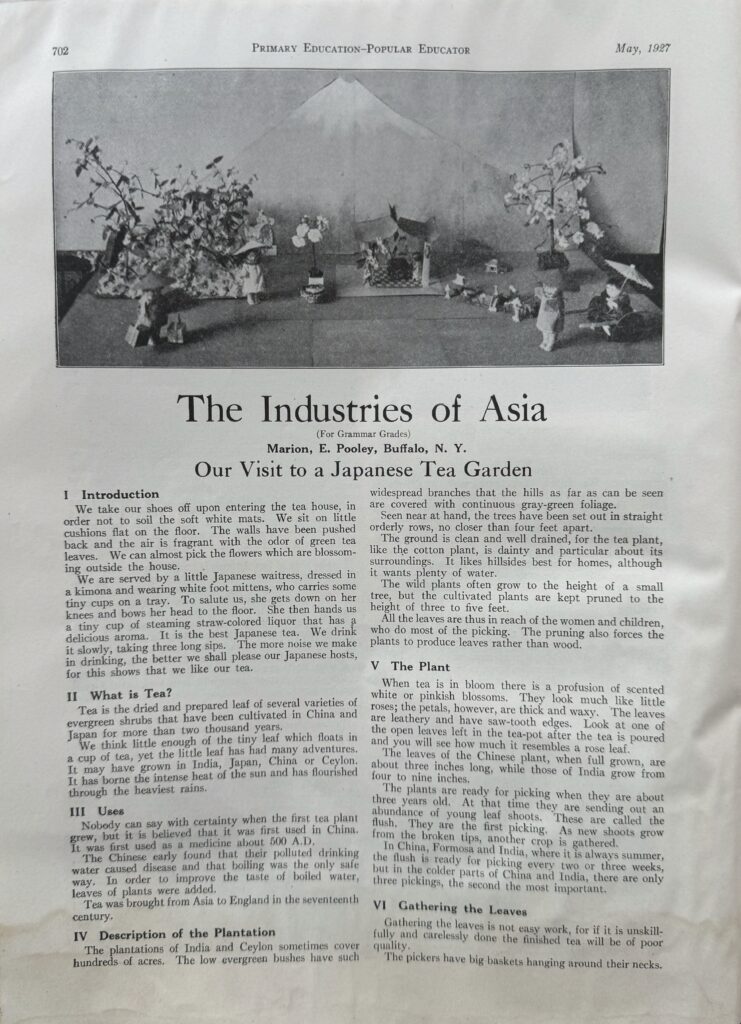 702
PRIMARY EDUCATION–POPULAR EDUCATOR
May, 1927
The Industries of Asia
(For Grammar Grades)
Marion, E. Pooley, Buffalo, N. Y.
Our Visit to a Japanese Tea Garden
I Introduction
We take our shoes off upon entering the tea house, in
order not to soil the soft white mats. We sit on little
cushions flat on the floor. The walls have been pushed
back and the air is fragrant with the odor of green tea
leaves. We can almost pick the flowers which are blossom-
ing outside the house.
We are served by a little Japanese waitress, dressed in
a kimona and wearing white foot mittens, who carries some
tiny cups on a tray. To salute us, she gets down on her
knees and bows her head to the floor. She then hands us
a tiny cup of steaming straw-colored liquor that has a
delicious aroma. It is the best Japanese tea. We drink
it slowly, taking three long sips. The more noise we make
in drinking, the better we shall please our Japanese hosts,
for this shows that we like our tea.
II What is Tea?
Tea is the dried and prepared leaf of several varieties of
evergreen shrubs that have been cultivated in China and
Japan for more than two thousand years.
We think little enough of the tiny leaf which floats in
a cup of tea, yet the little leaf has had many adventures.
It may have grown in India, Japan, China or Ceylon.
It has borne the intense heat of the sun and has flourished
through the heaviest rains.
III Uses
Nobody can say with certainty when the first tea plant
grew, but it is believed that it was first used in China.
It was first used as a medicine about 500 A.D.
The Chinese early found that their polluted drinking
water caused disease and that boiling was the only safe
way. In order to improve the taste of boiled water,
leaves of plants were added.
Tea was brought from Asia to England in the seventeenth
century.
IV Description of the Plantation
The plantations of India and Ceylon sometimes cover
hundreds of acres. The low evergreen bushes have such
widespread branches that the hills as far as can be seen
are covered with continuous gray-green foliage.
Seen near at hand, the trees have been set out in straight
orderly rows, no closer than four feet apart.
The ground is clean and well drained, for the tea plant,
like the cotton plant, is dainty and particular about its
surroundings. It likes hillsides best for homes, although
it wants plenty of water.
The wild plants often grow to the height of a small
tree, but the cultivated plants are kept pruned to the
height of three to five feet.
All the leaves are thus in reach of the women and children,
who do most of the picking. The pruning also forces the
plants to produce leaves rather than wood.
V The Plant
When tea is in bloom there is a profusion of scented
white or pinkish blossoms. They look much like little
roses; the petals, however, are thick and waxy. The leaves
are leathery and have saw-tooth edges. Look at one of
the open leaves left in the tea-pot after the tea is poured
and you will see how much it resembles a rose leaf.
The leaves of the Chinese plant, when full grown, are
about three inches long, while those of India grow from
four to nine inches.
The plants are ready for picking when they are about
three years old. At that time they are sending out an
abundance of young leaf shoots. These are called the
flush. They are the first picking. As new shoots grow
from the broken tips, another crop is gathered.
In China, Formosa and India, where it is always summer,
the flush is ready for picking every two or three weeks,
but in the colder parts of China and India, there are only
three pickings, the second the most important.
VI Gathering the Leaves
Gathering the leaves is not easy work, for if it is unskill-
fully and carelessly done the finished tea will be of poor
quality.
The pickers have big baskets hanging around their necks.